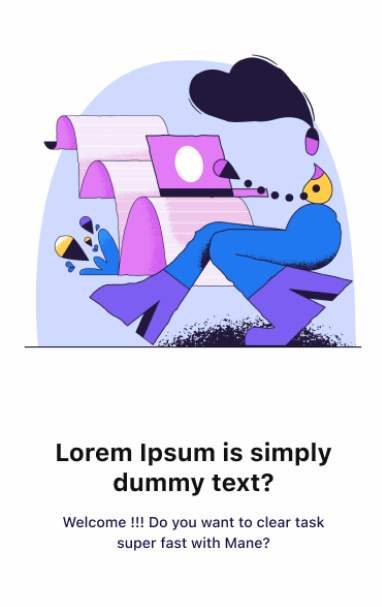 Lorem Ipsum is simply
dummy text?
Welcome !!! Do you want to clear task
super fast with Mane?